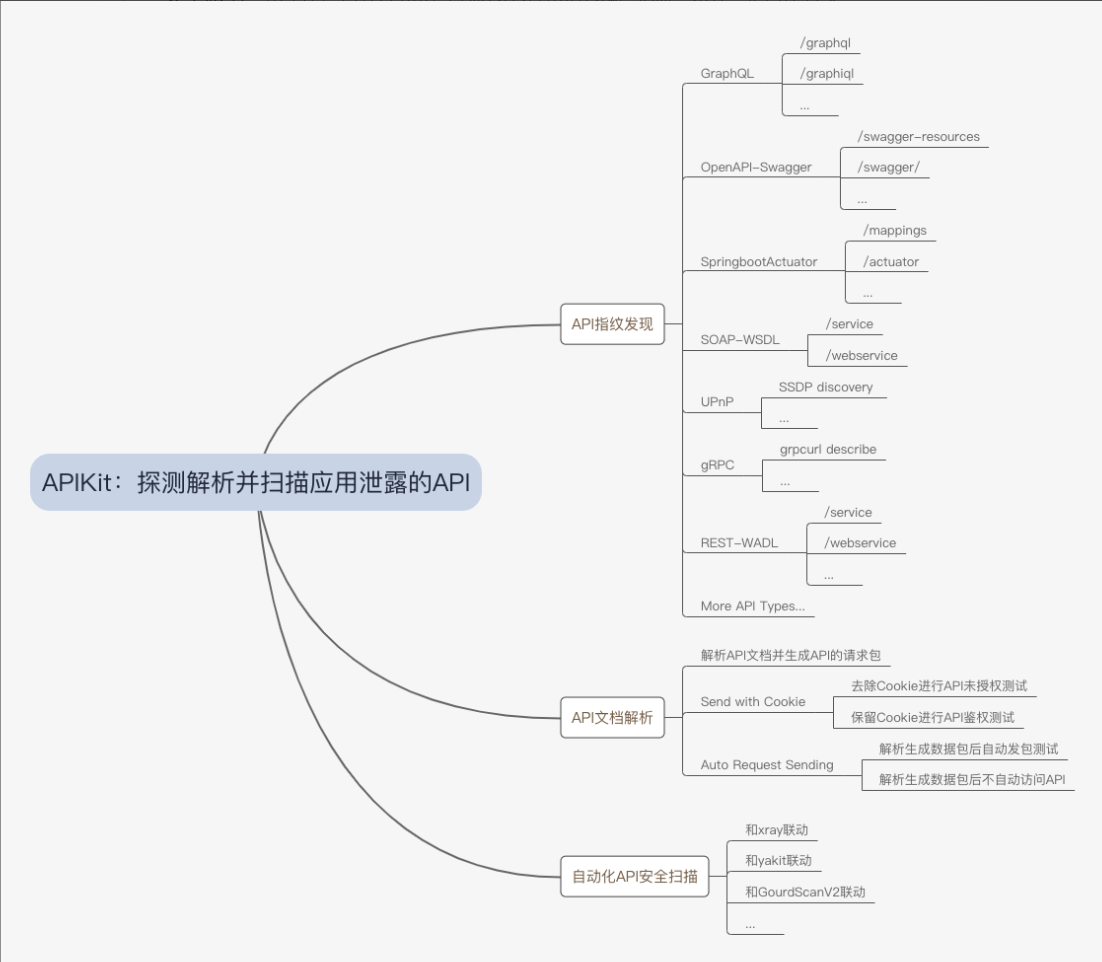 APIKit：探测解析并扫描应用泄露的API
API指纹发现
GraphQL
/graphql
/graphiql
...
OpenAPI-Swagger
/swagger-resources
/swagger/
...
SpringbootActuator
/mappings
/actuator
...
SOAP-WSDL
/service
/webservice
UPnP
SSDP discovery
...
gRPC
grpcurl describe
...
REST-WADL
/service
/webservice
...
More API Types...
API文档解析
解析API文档并生成API的请求包
Send with Cookie
去除Cookie进行API未授权测试
保留Cookie进行API鉴权测试
Auto Request Sending
解析生成数据包后自动发包测试
解析生成数据包后不自动访问API
自动化API安全扫描
和xray联动
和yakit联动
和GourdScanV2联动
...